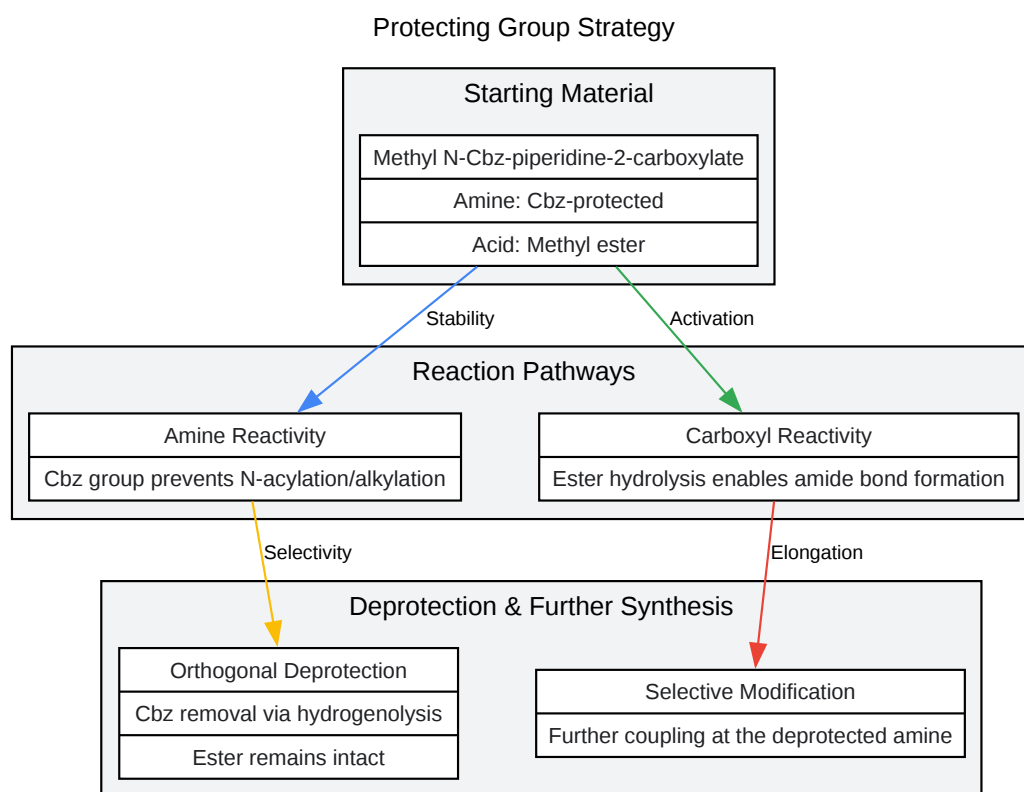 Protecting Group Strategy
Starting Material
Methyl N-Cbz-piperidine-2-carboxylate
Amine: Cbz-protected
Acid: Methyl ester
Stability
Activation
Reaction Pathways
Amine Reactivity
Cbz group prevents N-acylation/alkylation
Carboxyl Reactivity
Ester hydrolysis enables amide bond formation
Selectivity
Elongation
Deprotection & Further Synthesis
Orthogonal Deprotection
Cbz removal via hydrogenolysis
Ester remains intact
Selective Modification
Further coupling at the deprotected amine